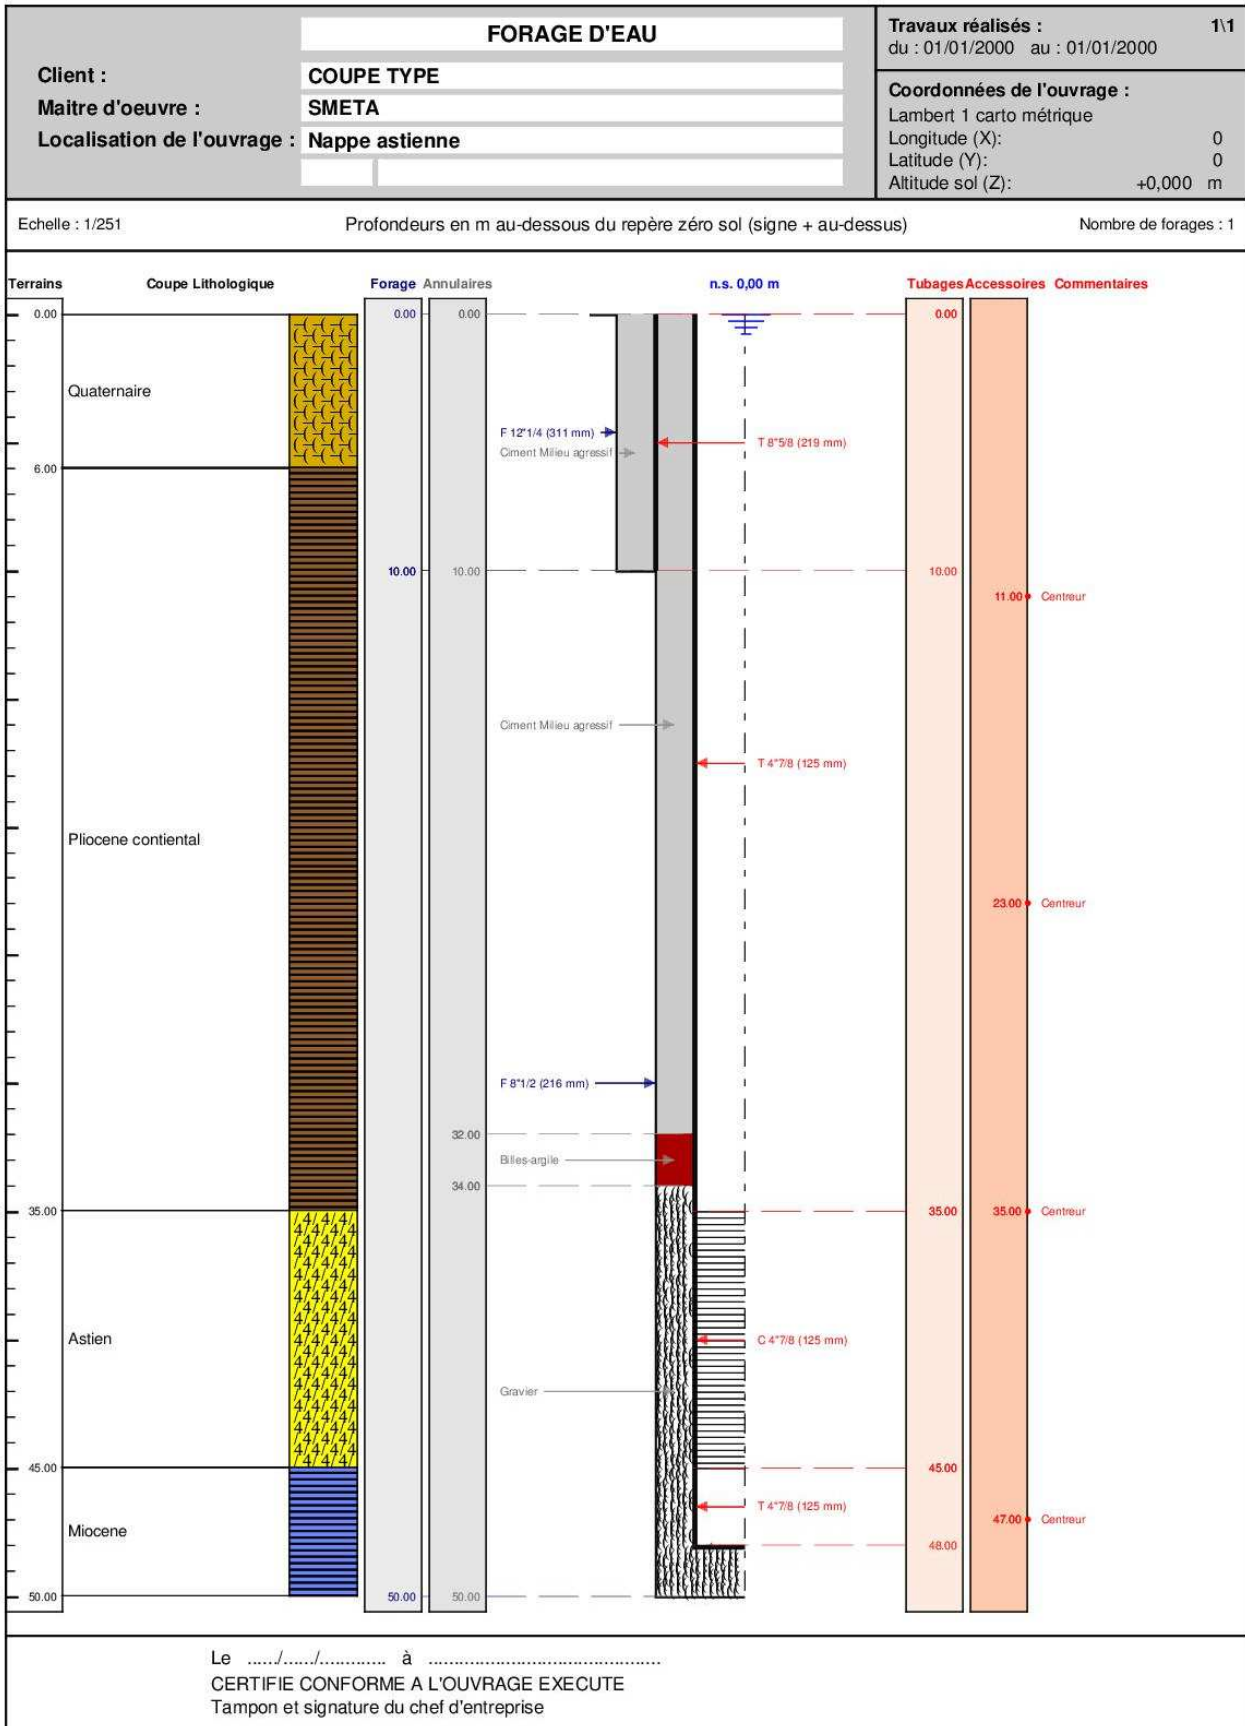 FORAGE D'EAU
Client : COUPE TYPE
Maitre d'oeuvre : SMETA
Localisation de l'ouvrage : Nappe astienne
Travaux réalisés : 1\1
du : 01/01/2000 au : 01/01/2000
Coordonnées de l'ouvrage :
Lambert 1 carto métrique
Longitude (X): 0
Latitude (Y): 0
Altitude sol (Z): +0,000 m
Echelle : 1/251 Profondeurs en m au-dessous du repère zéro sol (signe + au-dessus) Nombre de forages : 1
Terrains Coupe Lithologique Forage Annulaires n.s. 0,00 m Tubages Accessoires Commentaires
0.00 0.00 0.00 0.00
Quaternaire
F 12"1/4 (311 mm) T 8"5/8 (219 mm)
Ciment Milieu agressif
6.00
10.00 10.00 10.00
11.00 Centreur
Ciment Milieu agressif
T 4"7/8 (125 mm)
Pliocene contiental
23.00 Centreur
F 8"1/2 (216 mm)
32.00
Billes-argile
34.00
35.00 35.00 35.00 Centreur
Astien C 4"7/8 (125 mm)
Gravier
45.00 45.00
T 4"7/8 (125 mm)
47.00 Centreur
Miocene
48.00
50.00 50.00 50.00
Le ....../....../............ à ..........................................
CERTIFIE CONFORME A L'OUVRAGE EXECUTE
Tampon et signature du chef d'entreprise